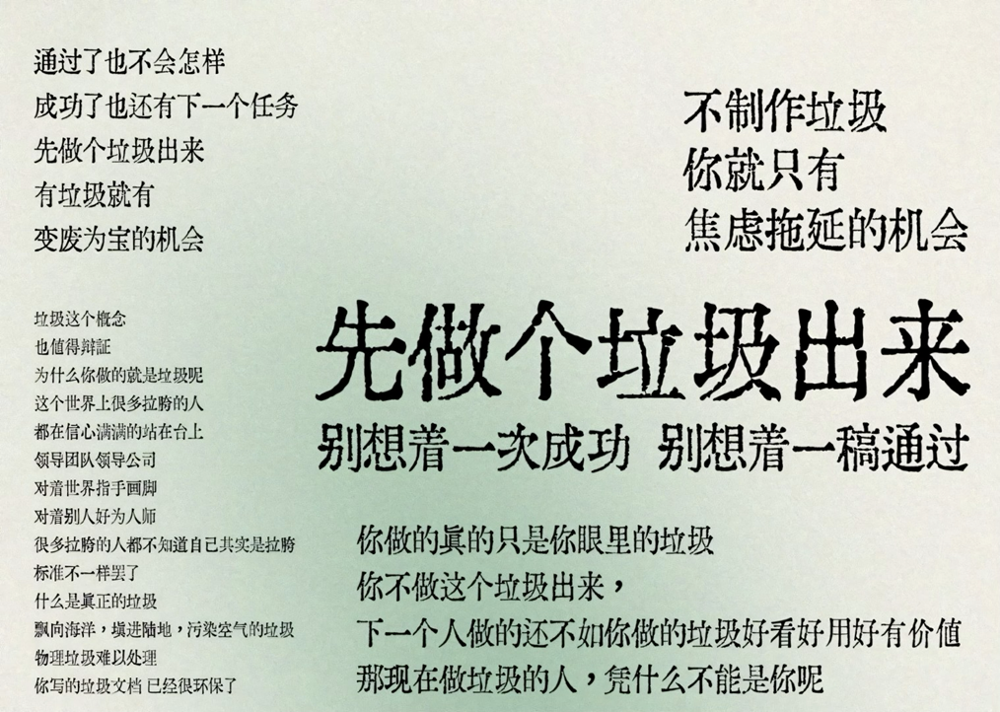 通过了也不会怎样
成功了也还有下一个任务
先做个垃圾出来
有垃圾就有
变废为宝的机会
不制作垃圾
你就只有
焦虑拖延的机会
先做个垃圾出来
别想着一次成功 别想着一稿通过
垃圾这个概念
也值得辩証
为什么你做的就是垃圾呢
这个世界上很多拉胯的人
都在信心满满的站在台上
领导团队领导公司
对着世界指手画脚
对着别人好为人师
很多拉胯的人都不知道自己其实是拉胯
标准不一样罢了
什么是真正的垃圾
飘向海洋，填进陆地，污染空气的垃圾
物理垃圾难以处理
你写的垃圾文档 已经很环保了
你做的真的只是你眼里的垃圾
你不做这个垃圾出来，
下一个人做的还不如你做的垃圾好看好用好有价值
那现在做垃圾的人，凭什么不能是你呢